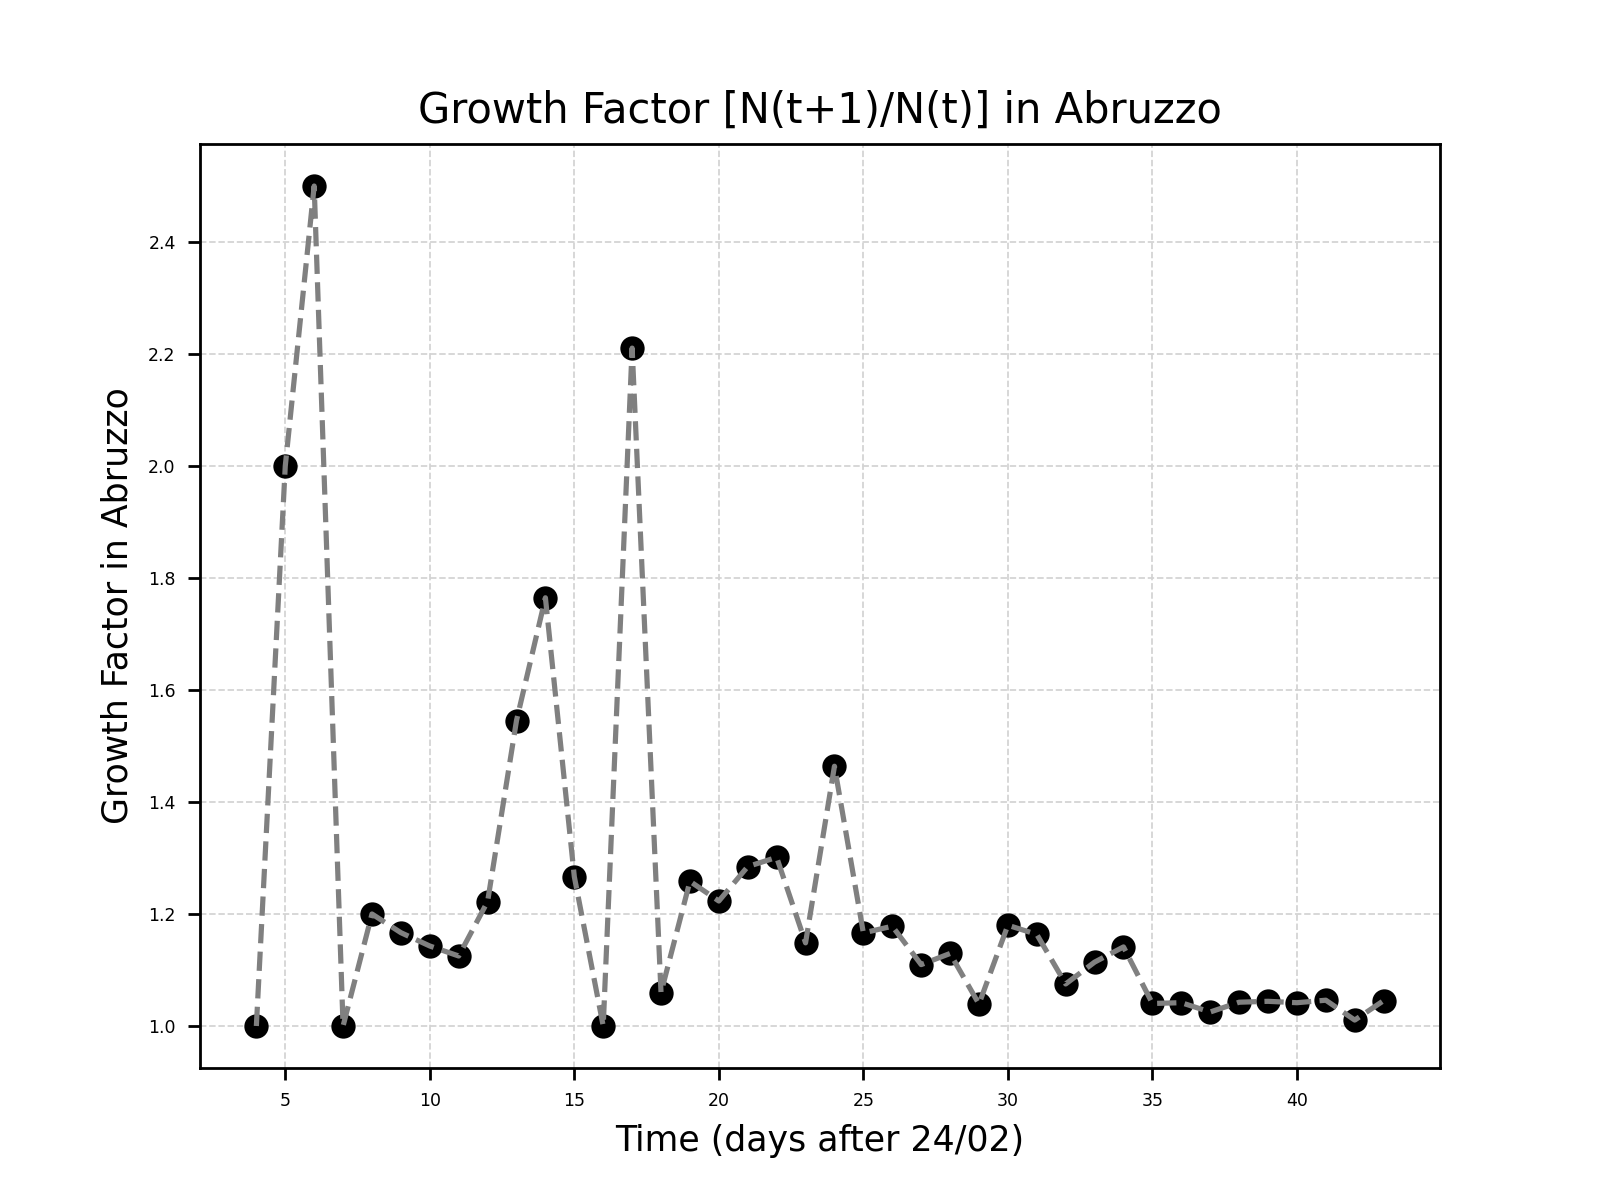 Growth Factor [N(t+1)/N(t)] in Abruzzo
Growth Factor in Abruzzo
2.4
2.2
2.0
1.8
1.6
1.4
1.2
1.0
5 10 15 20 25 30 35 40
Time (days after 24/02)